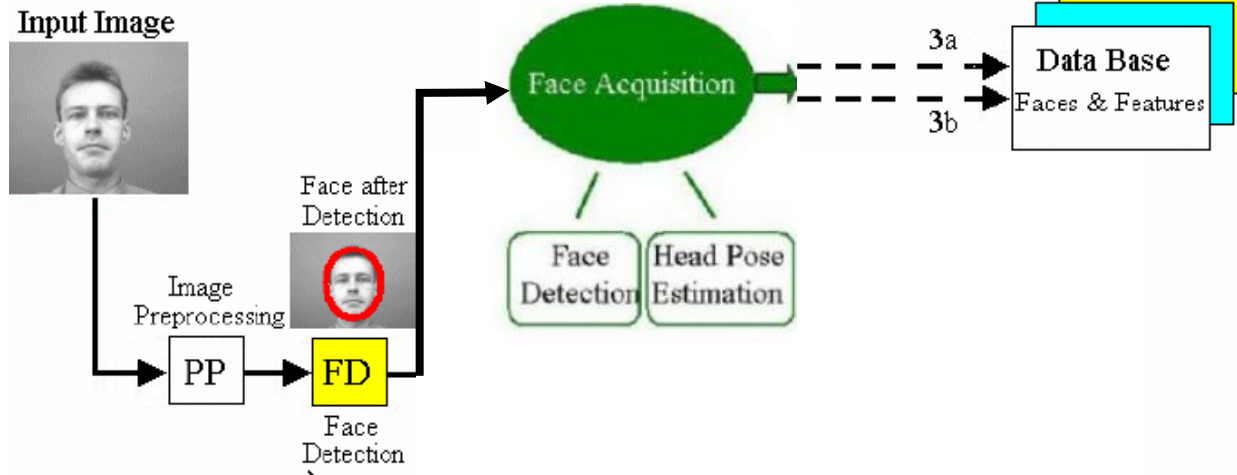 Input Image
Image
Preprocessing
PP
Face after
Detection
FD
Face
Detection
Face Acquisition
Face
Detection
Head Pose
Estimation
3a
3b
Data Base
Faces & Features